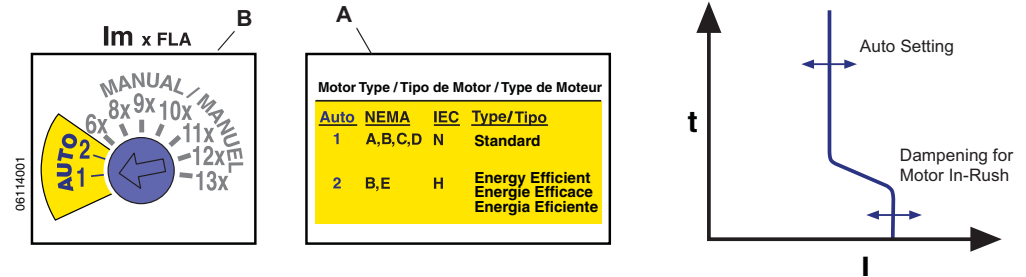 B
Im x FLA
MANUAL / MANUEL
6x 8x 9x 10x 11x 12x 13x
AUTO
2
1
06114001
A
Motor Type / Tipo de Motor / Type de Moteur
Auto NEMA IEC Type/Tipo
1 A,B,C,D N Standard
2 B,E H Energy Efficient
Energie Efficace
Energia Eficiente
t
Auto Setting
Dampening for
Motor In-Rush
I